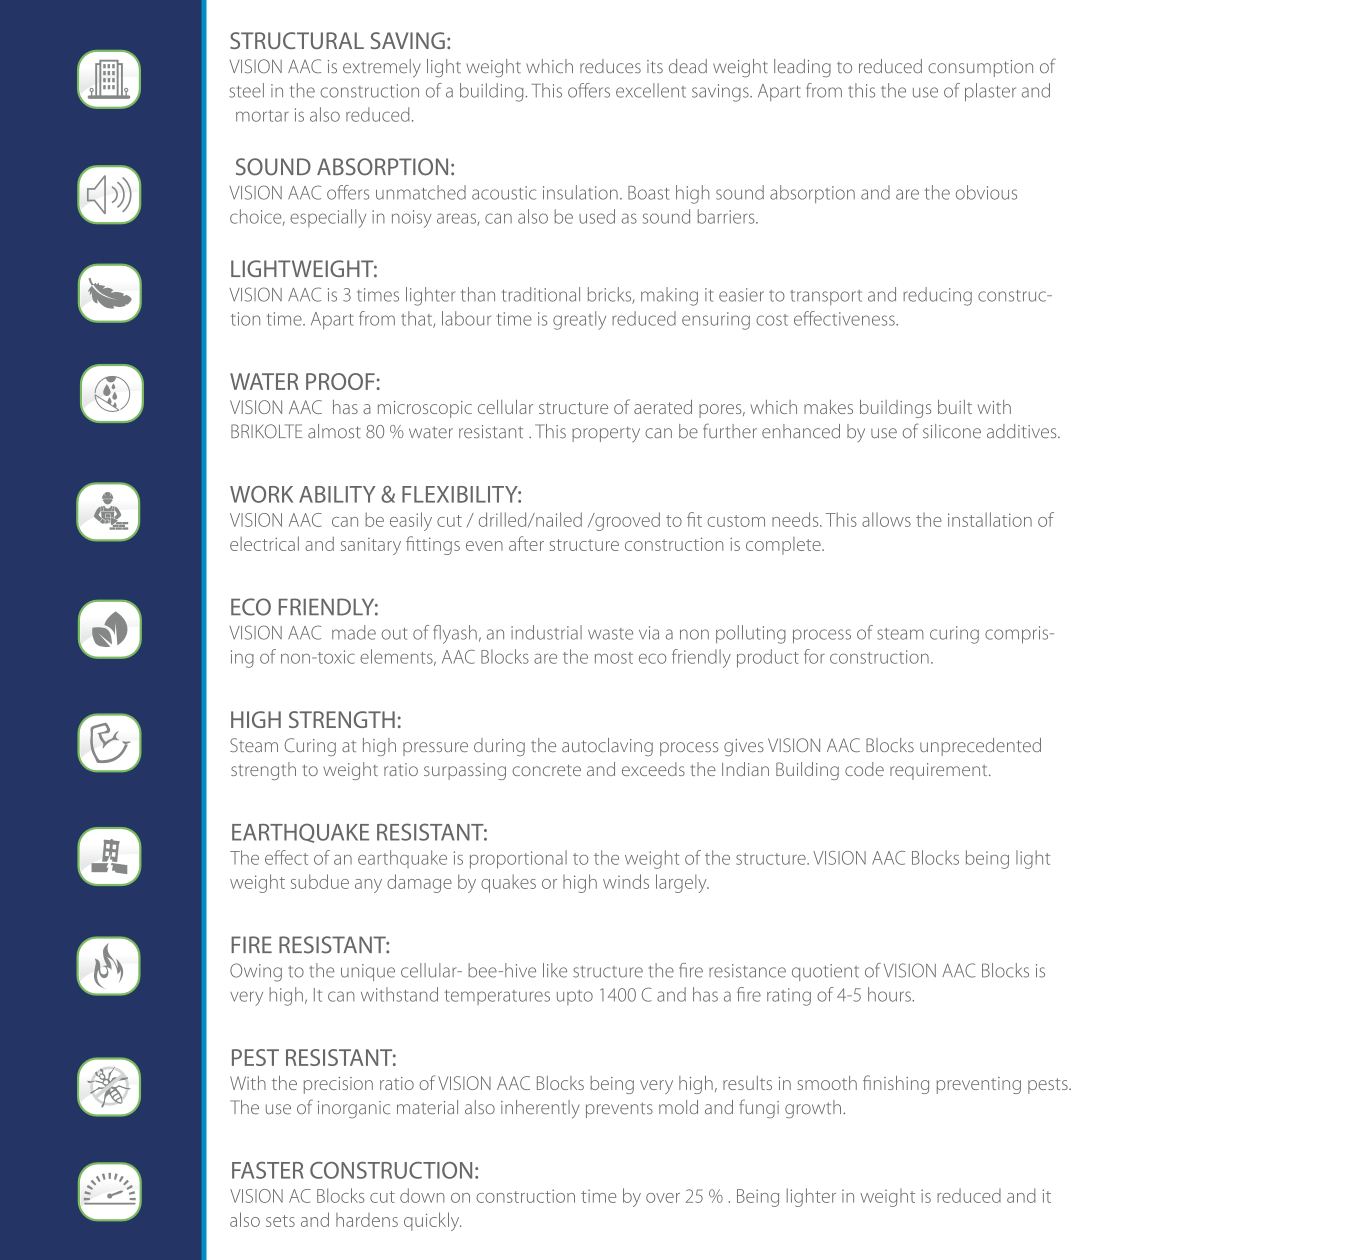 STRUCTURAL SAVING:
VISION AAC is extremely light weight which reduces its dead weight leading to reduced consumption of
steel in the construction of a building. This offers excellent savings. Apart from this the use of plaster and
mortar is also reduced.
SOUND ABSORPTION:
VISION AAC offers unmatched acoustic insulation. Boast high sound absorption and are the obvious
choice, especially in noisy areas, can also be used as sound barriers.
LIGHTWEIGHT:
VISION AAC is 3 times lighter than traditional bricks, making it easier to transport and reducing construc-
tion time. Apart from that, labour time is greatly reduced ensuring cost effectiveness.
WATER PROOF:
VISION AAC has a microscopic cellular structure of aerated pores, which makes buildings built with
BRIKOLTE almost 80 % water resistant . This property can be further enhanced by use of silicone additives.
WORK ABILITY & FLEXIBILITY:
VISION AAC can be easily cut / drilled/nailed /grooved to fit custom needs. This allows the installation of
electrical and sanitary fittings even after structure construction is complete.
ECO FRIENDLY:
VISION AAC made out of flyash, an industrial waste via a non polluting process of steam curing compris-
ing of non-toxic elements, AAC Blocks are the most eco friendly product for construction.
HIGH STRENGTH:
Steam Curing at high pressure during the autoclaving process gives VISION AAC Blocks unprecedented
strength to weight ratio surpassing concrete and exceeds the Indian Building code requirement.
EARTHQUAKE RESISTANT:
The effect of an earthquake is proportional to the weight of the structure. VISION AAC Blocks being light
weight subdue any damage by quakes or high winds largely.
FIRE RESISTANT:
Owing to the unique cellular- bee-hive like structure the fire resistance quotient of VISION AAC Blocks is
very high, It can withstand temperatures upto 1400 C and has a fire rating of 4-5 hours.
PEST RESISTANT:
With the precision ratio of VISION AAC Blocks being very high, results in smooth finishing preventing pests.
The use of inorganic material also inherently prevents mold and fungi growth.
FASTER CONSTRUCTION:
VISION AC Blocks cut down on construction time by over 25 % . Being lighter in weight is reduced and it
also sets and hardens quickly.